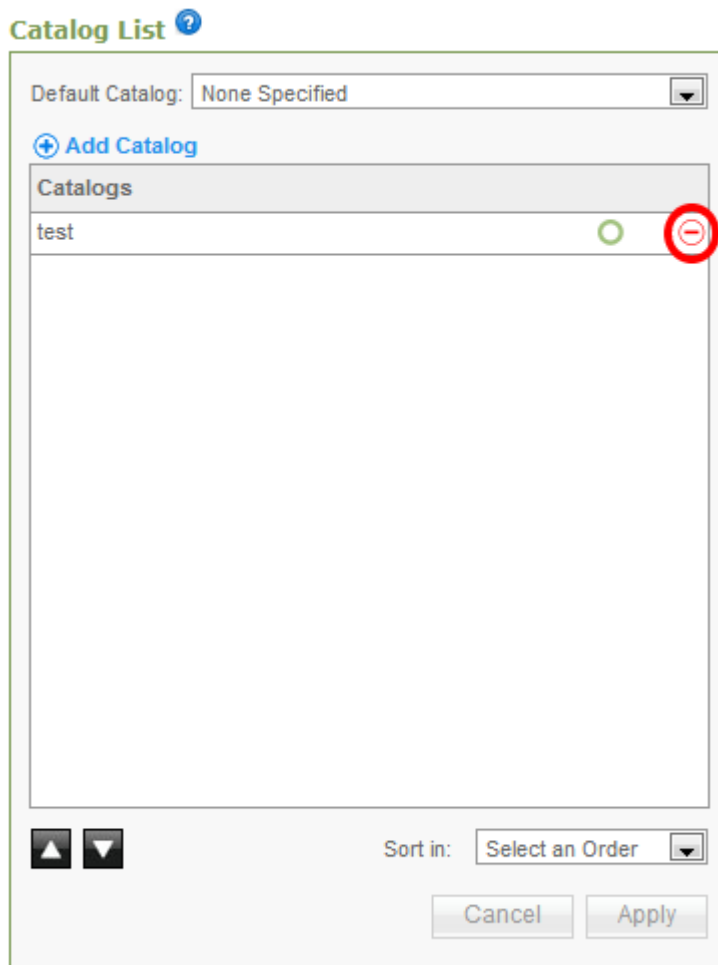 Catalog List ?
Default Catalog: None Specified
Add Catalog
Catalogs
test
Sort in: Select an Order
Cancel Apply